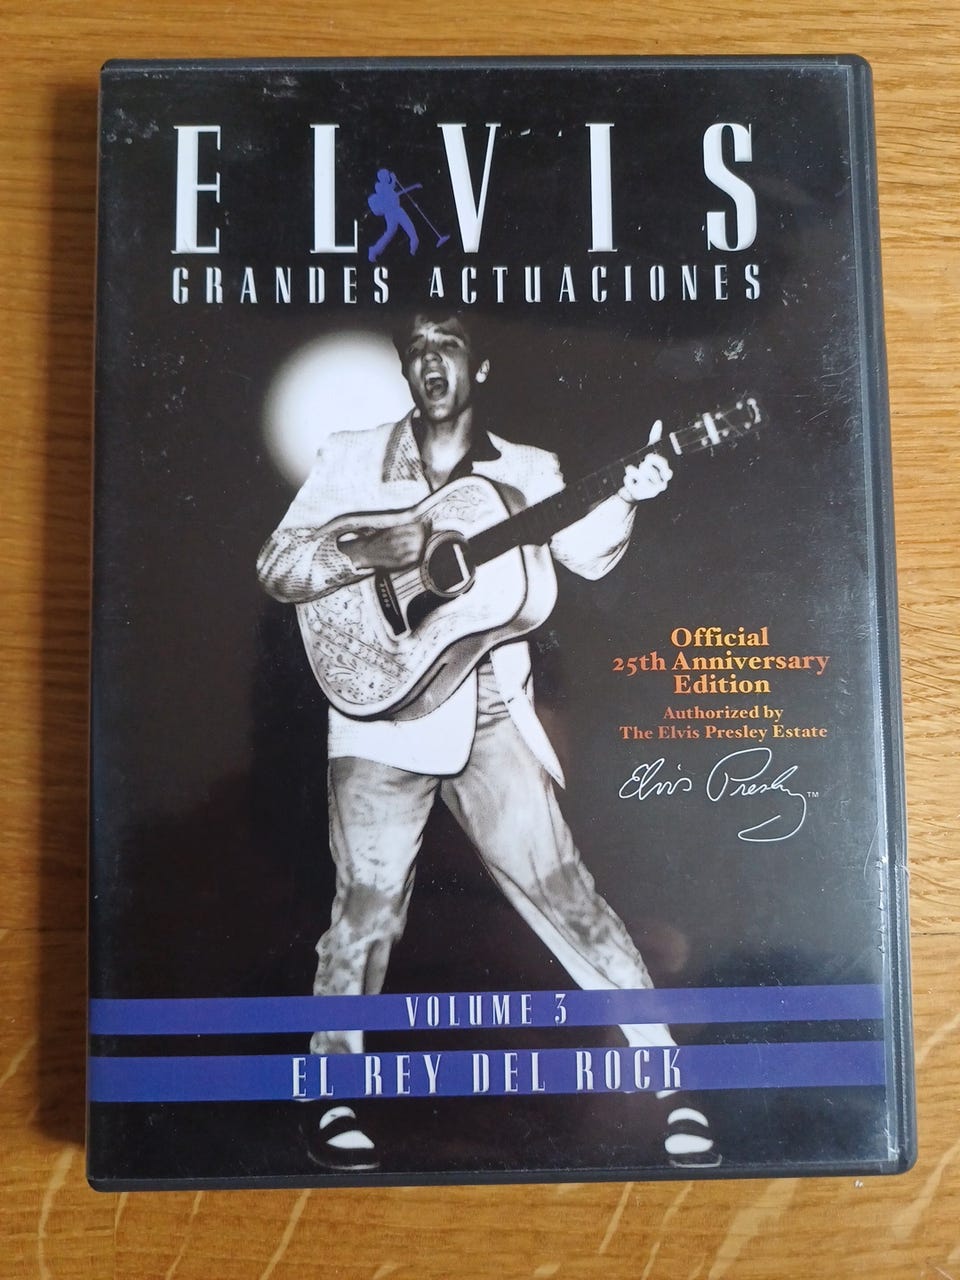 ELVIS
GRANDES ACTUACIONES
Official
25th Anniversary
Edition
Authorized by
The Elvis Presley Estate
Elvis Presley™
VOLUME 3
EL REY DEL ROCK